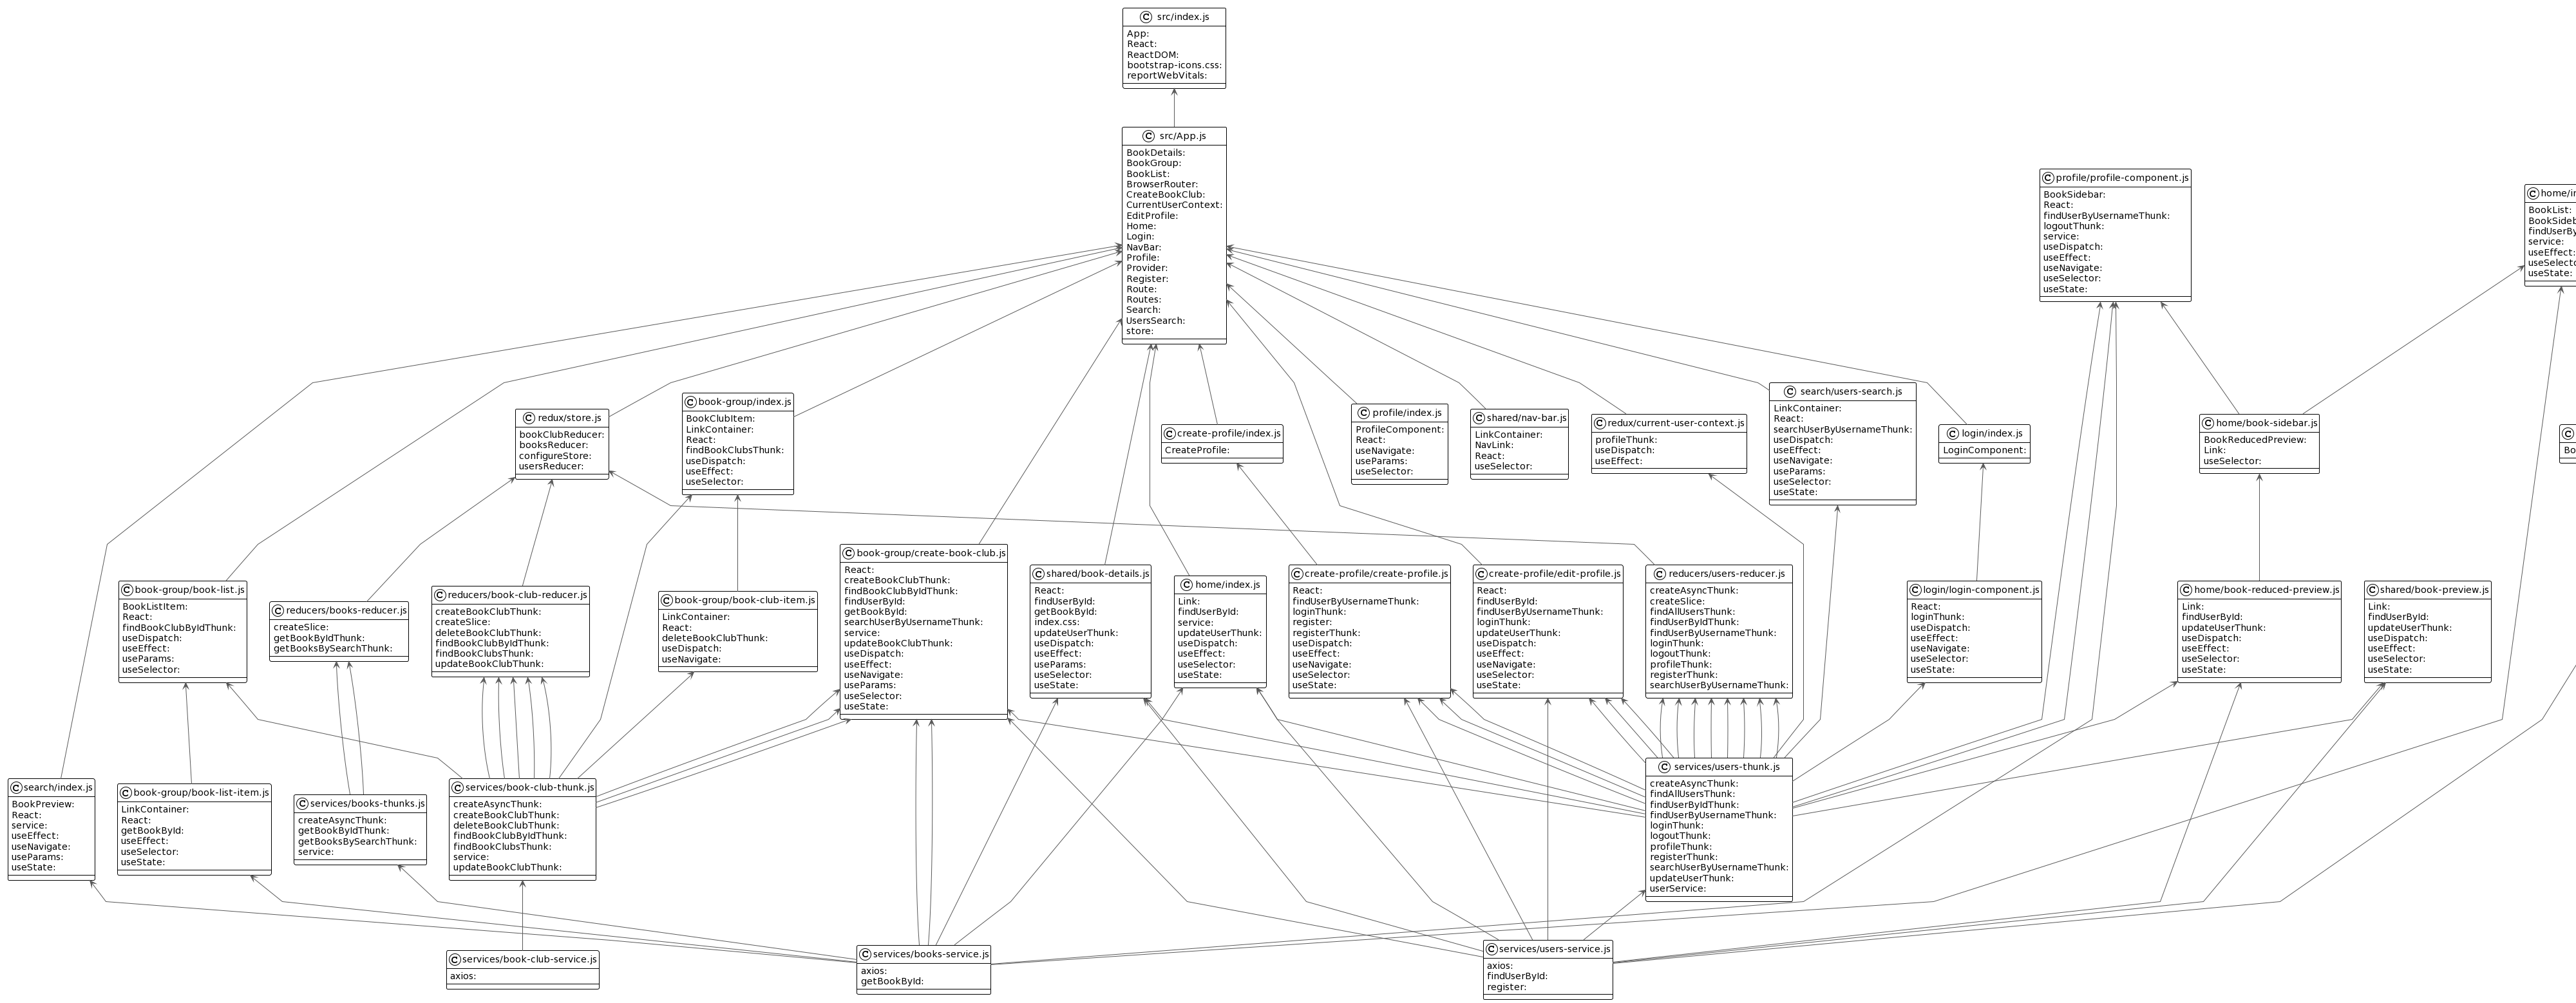 C src/index.js
App:
React:
ReactDOM:
bootstrap-icons.css:
reportWebVitals:
C src/App.js
BookDetails:
BookGroup:
BookList:
BrowserRouter:
CreateBookClub:
CurrentUserContext:
EditProfile:
Home:
Login:
NavBar:
Profile:
Provider:
Register:
Route:
Routes:
Search:
UsersSearch:
store:
C profile/profile-component.js
BookSidebar:
React:
findUserByUsernameThunk:
logoutThunk:
service:
useDispatch:
useEffect:
useNavigate:
useSelector:
useState:
BookList:
service:
useEffect:
useState:
C redux/store.js
bookClubReducer:
booksReducer:
configureStore:
usersReducer:
C book-group/index.js
BookClubItem:
LinkContainer:
React:
findBookClubsThunk:
useDispatch:
useEffect:
useSelector:
C create-profile/index.js
CreateProfile:
C profile/index.js
ProfileComponent:
React:
useNavigate:
useParams:
useSelector:
C shared/nav-bar.js
LinkContainer:
NavLink:
React:
useSelector:
C redux/current-user-context.js
profileThunk:
useDispatch:
useEffect:
C search/users-search.js
LinkContainer:
React:
searchUserByUsernameThunk:
useDispatch:
useEffect:
useNavigate:
useParams:
useSelector:
useState:
C login/index.js
LoginComponent:
C home/book-sidebar.js
BookReducedPreview:
Link:
useSelector:
C
C book-group/book-list.js
BookListItem:
React:
findBookClubByIdThunk:
useDispatch:
useEffect:
useParams:
useSelector:
C reducers/books-reducer.js
createSlice:
getBookByIdThunk:
getBooksBySearchThunk:
C reducers/book-club-reducer.js
createBookClubThunk:
createSlice:
deleteBookClubThunk:
findBookClubByIdThunk:
findBookClubsThunk:
updateBookClubThunk:
C book-group/book-club-item.js
LinkContainer:
React:
deleteBookClubThunk:
useDispatch:
useNavigate:
C book-group/create-book-club.js
React:
createBookClubThunk:
findBookClubByIdThunk:
findUserById:
getBookById:
searchUserByUsernameThunk:
service:
updateBookClubThunk:
useDispatch:
useEffect:
useNavigate:
useParams:
useSelector:
useState:
C shared/book-details.js
React:
findUserById:
getBookById:
index.css:
updateUserThunk:
useDispatch:
useEffect:
useParams:
useSelector:
useState:
C home/index.js
Link:
findUserById:
service:
updateUserThunk:
useDispatch:
useEffect:
useSelector:
useState:
C create-profile/create-profile.js
React:
findUserByUsernameThunk:
loginThunk:
register:
registerThunk:
useDispatch:
useEffect:
useNavigate:
useSelector:
useState:
C create-profile/edit-profile.js
React:
findUserById:
findUserByUsernameThunk:
loginThunk:
updateUserThunk:
useDispatch:
useEffect:
useNavigate:
useSelector:
useState:
C reducers/users-reducer.js
createAsyncThunk:
createSlice:
findAllUsersThunk:
findUserByIdThunk:
findUserByUsernameThunk:
loginThunk:
logoutThunk:
profileThunk:
registerThunk:
searchUserByUsernameThunk:
C login/login-component.js
React:
loginThunk:
useDispatch:
useEffect:
useNavigate:
useSelector:
useState:
C home/book-reduced-preview.js
Link:
findUserById:
updateUserThunk:
useDispatch:
useEffect:
useSelector:
useState:
C shared/book-preview.js
Link:
findUserById:
updateUserThunk:
useDispatch:
useEffect:
useSelector:
useState:
C search/index.js
BookPreview:
React:
service:
useEffect:
useNavigate:
useParams:
useState:
C book-group/book-list-item.js
LinkContainer:
React:
getBookById:
useEffect:
useSelector:
useState:
C services/books-thunks.js
createAsyncThunk:
getBookByIdThunk:
getBooksBySearchThunk:
service:
C services/book-club-thunk.js
createAsyncThunk:
createBookClubThunk:
deleteBookClubThunk:
findBookClubByIdThunk:
findBookClubsThunk:
service:
updateBookClubThunk:
C services/users-thunk.js
createAsyncThunk:
findAllUsersThunk:
findUserByIdThunk:
findUserByUsernameThunk:
loginThunk:
logoutThunk:
profileThunk:
registerThunk:
searchUserByUsernameThunk:
updateUserThunk:
userService:
C services/book-club-service.js
axios:
C services/books-service.js
axios:
getBookById:
C services/users-service.js
axios:
findUserById:
register: